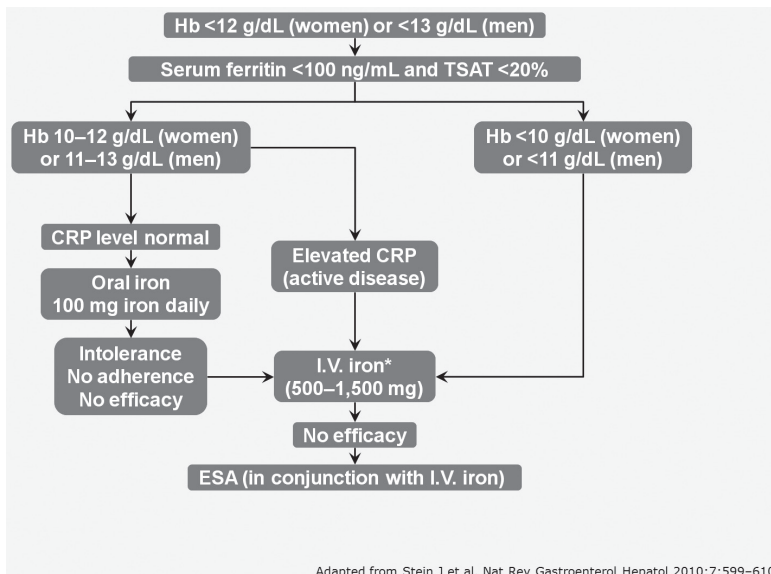 Hb <12 g/dL (women) or <13 g/dL (men)
Serum ferritin <100 ng/mL and TSAT <20%
Hb 10–12 g/dL (women)
or 11–13 g/dL (men)
Hb <10 g/dL (women)
or <11 g/dL (men)
CRP level normal
Elevated CRP
(active disease)
Oral iron
100 mg iron daily
Intolerance
No adherence
No efficacy
I.V. iron*
(500–1,500 mg)
No efficacy
ESA (in conjunction with I.V. iron)
Adapted from Stein J et al. Nat Rev Gastroenterol Hepatol 2010;7:599–610